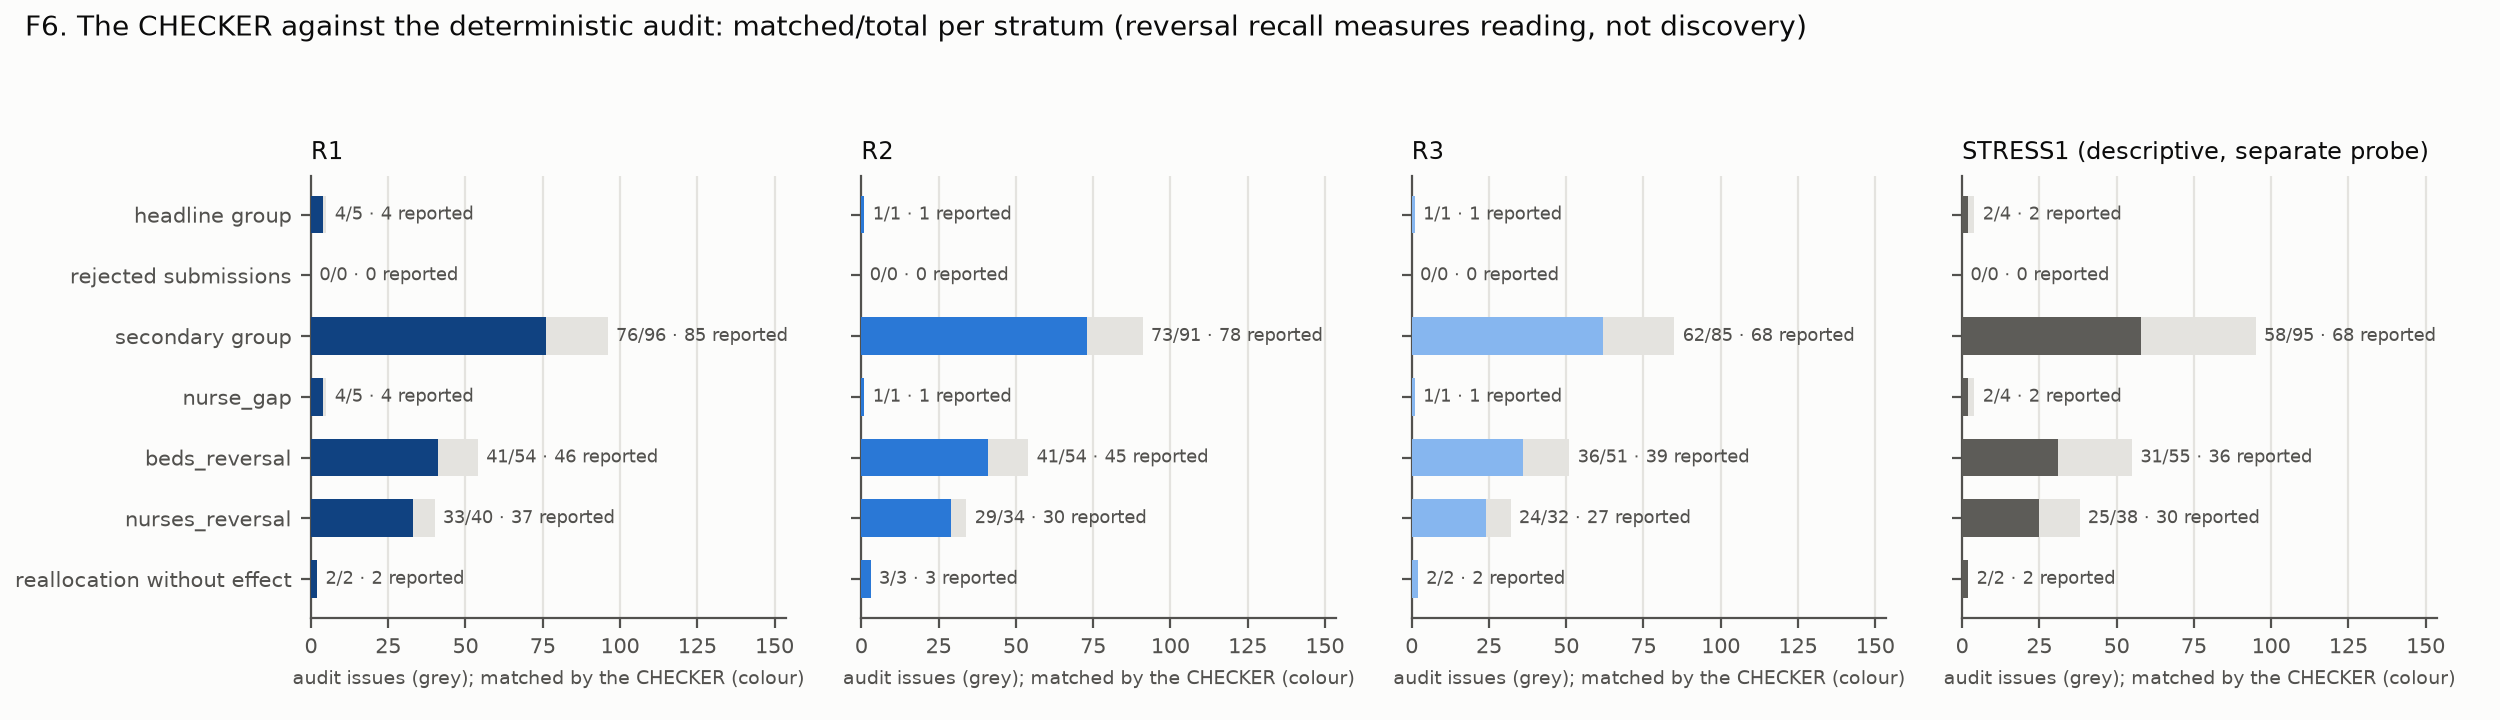 F6. The CHECKER against the deterministic audit: matched/total per stratum (reversal recall measures reading, not discovery)
R1
headline group
4/5 · 4 reported
rejected submissions
0/0 · 0 reported
secondary group
76/96 · 85 reported
nurse_gap
4/5 · 4 reported
beds_reversal
41/54 · 46 reported
nurses_reversal
33/40 · 37 reported
reallocation without effect
2/2 · 2 reported
0 25 50 75 100 125 150
audit issues (grey); matched by the CHECKER (colour)
R2
1/1 · 1 reported
0/0 · 0 reported
73/91 · 78 reported
1/1 · 1 reported
41/54 · 45 reported
29/34 · 30 reported
3/3 · 3 reported
0 25 50 75 100 125 150
audit issues (grey); matched by the CHECKER (colour)
R3
1/1 · 1 reported
0/0 · 0 reported
62/85 · 68 reported
1/1 · 1 reported
36/51 · 39 reported
24/32 · 27 reported
2/2 · 2 reported
0 25 50 75 100 125 150
audit issues (grey); matched by the CHECKER (colour)
STRESS1 (descriptive, separate probe)
2/4 · 2 reported
0/0 · 0 reported
58/95 · 68 reported
2/4 · 2 reported
31/55 · 36 reported
25/38 · 30 reported
2/2 · 2 reported
0 25 50 75 100 125 150
audit issues (grey); matched by the CHECKER (colour)